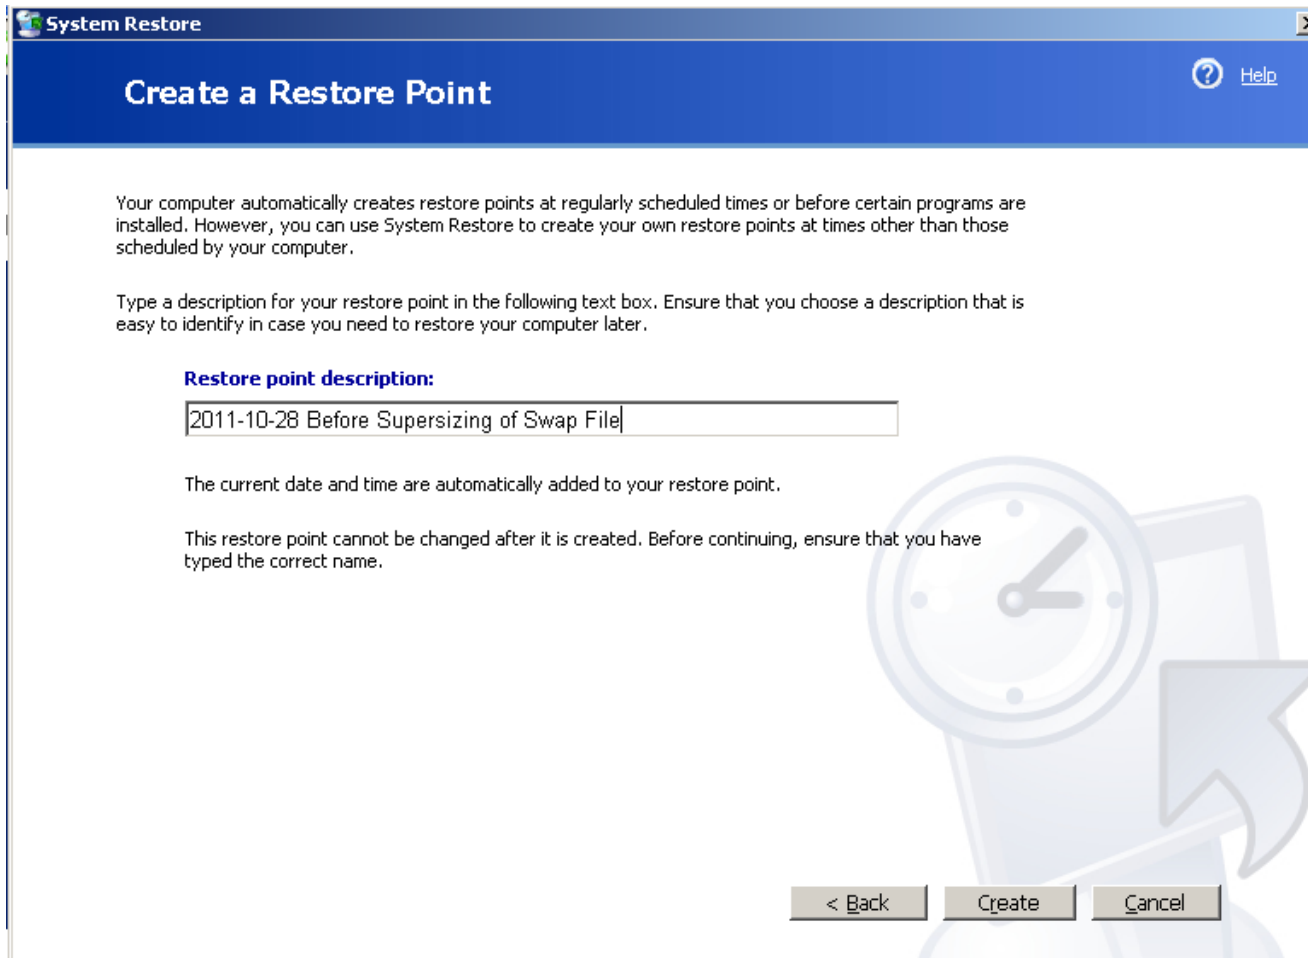 System Restore
Create a Restore Point
Help
Your computer automatically creates restore points at regularly scheduled times or before certain programs are
installed. However, you can use System Restore to create your own restore points at times other than those
scheduled by your computer.
Type a description for your restore point in the following text box. Ensure that you choose a description that is
easy to identify in case you need to restore your computer later.
Restore point description:
2011-10-28 Before Supersizing of Swap File
The current date and time are automatically added to your restore point.
This restore point cannot be changed after it is created. Before continuing, ensure that you have
typed the correct name.
< Back Create Cancel